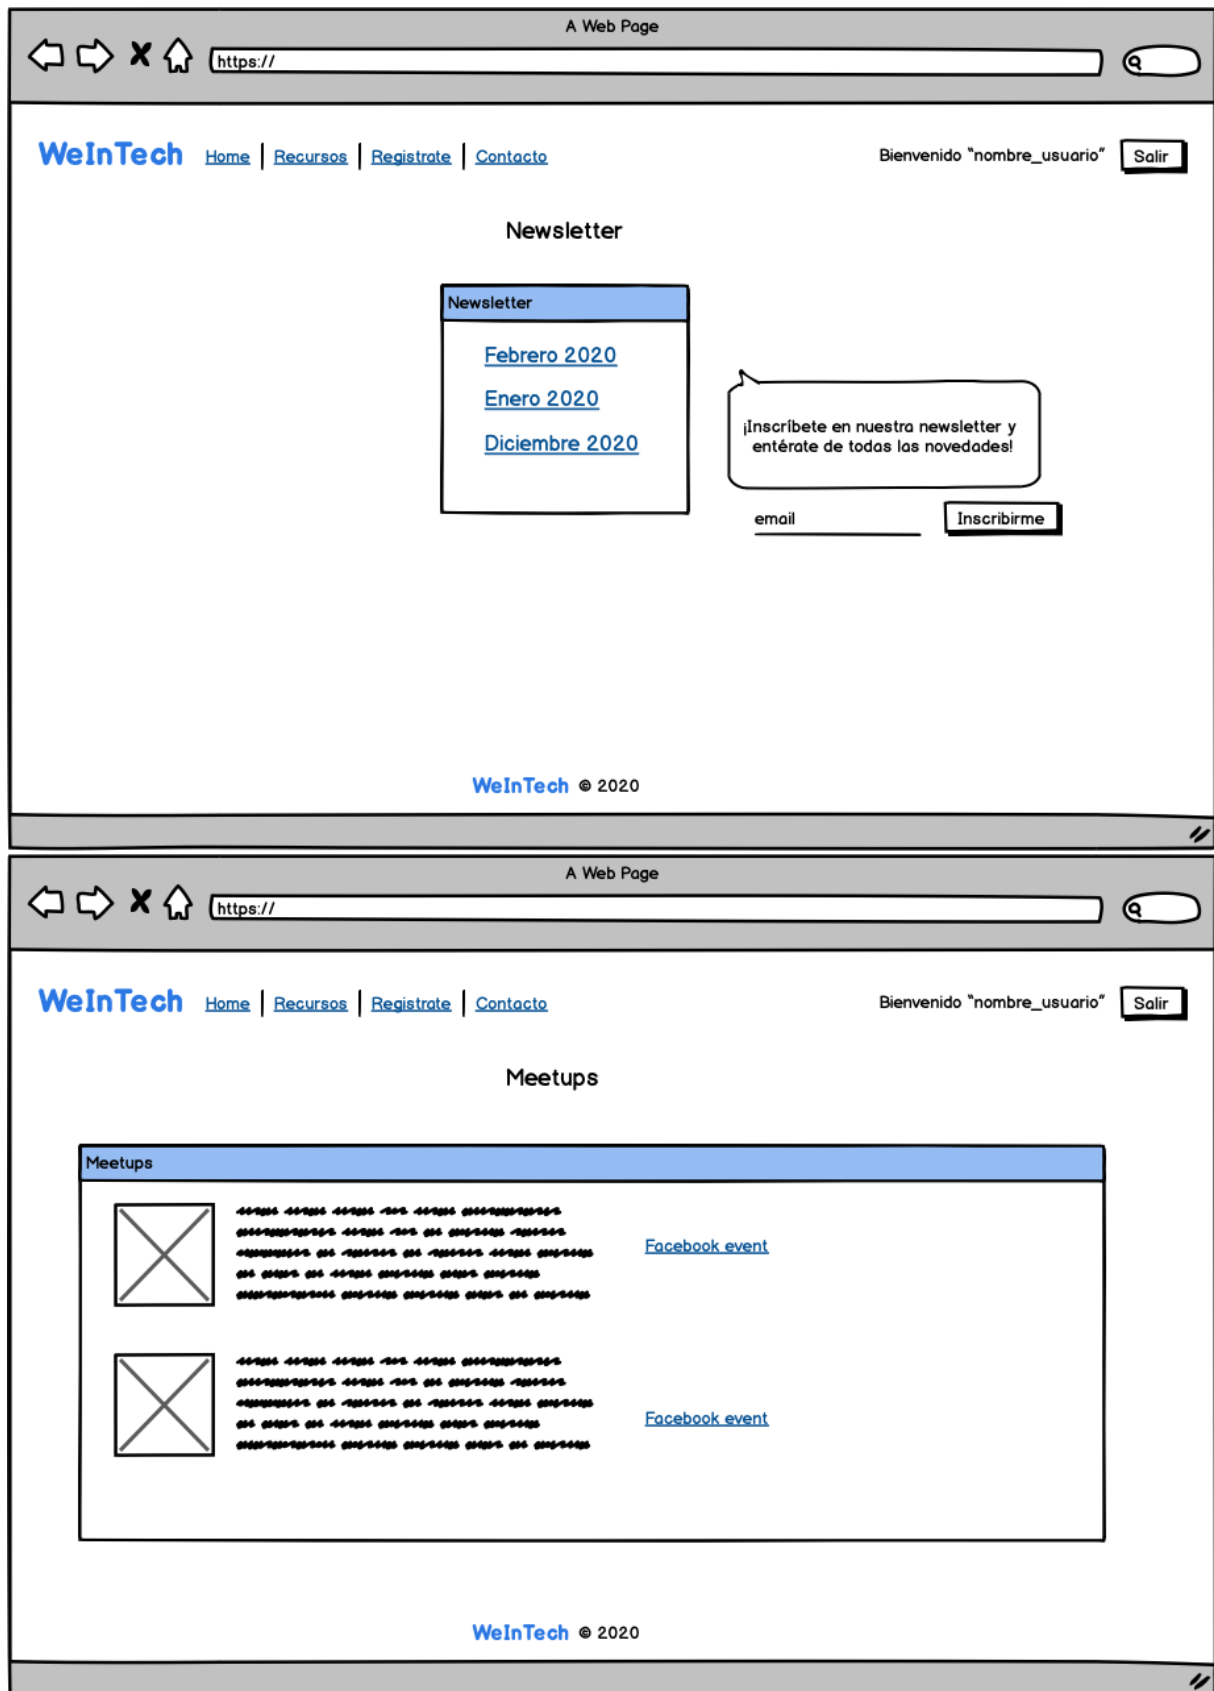 A Web Page
https://
WeInTech Home Recursos Registrate Contacto Bienvenido "nombre_usuario" Salir
Newsletter
Newsletter
Febrero 2020
Enero 2020
Diciembre 2020
¡Inscríbete en nuestra newsletter y
entérate de todas las novedades!
email Inscribirme
WeInTech © 2020
A Web Page
https://
WeInTech Home Recursos Registrate Contacto Bienvenido "nombre_usuario" Salir
Meetups
Meetups
Facebook event
Facebook event
WeInTech © 2020